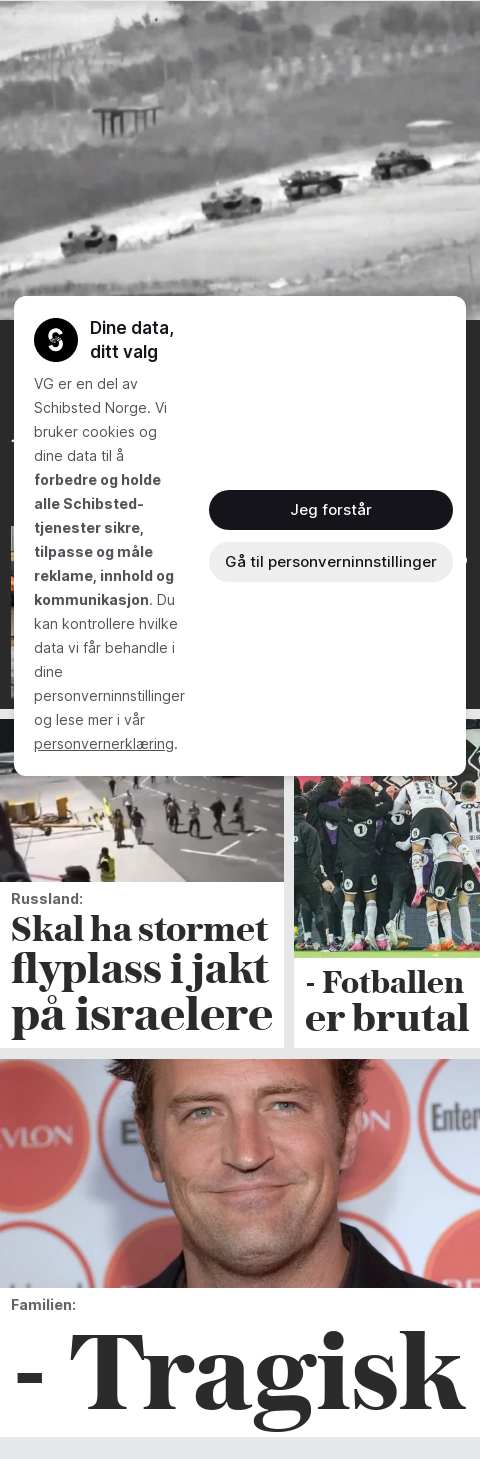 Dine data,
ditt valg
VG er en del av
Schibsted Norge. Vi
bruker cookies og
dine data til å
forbedre og holde
alle Schibsted-
tjenester sikre,
tilpasse og måle
reklame, innhold og
kommunikasjon. Du
kan kontrollere hvilke
data vi får behandle i
dine
personverninnstillinger
og lese mer i vår
personvernerklæring.
Jeg forstår
Gå til personverninnstillinger
Russland:
Skal ha stormet
flyplass i jakt
på israelere
- Fotballen
er brutal
Familien:
- Tragisk